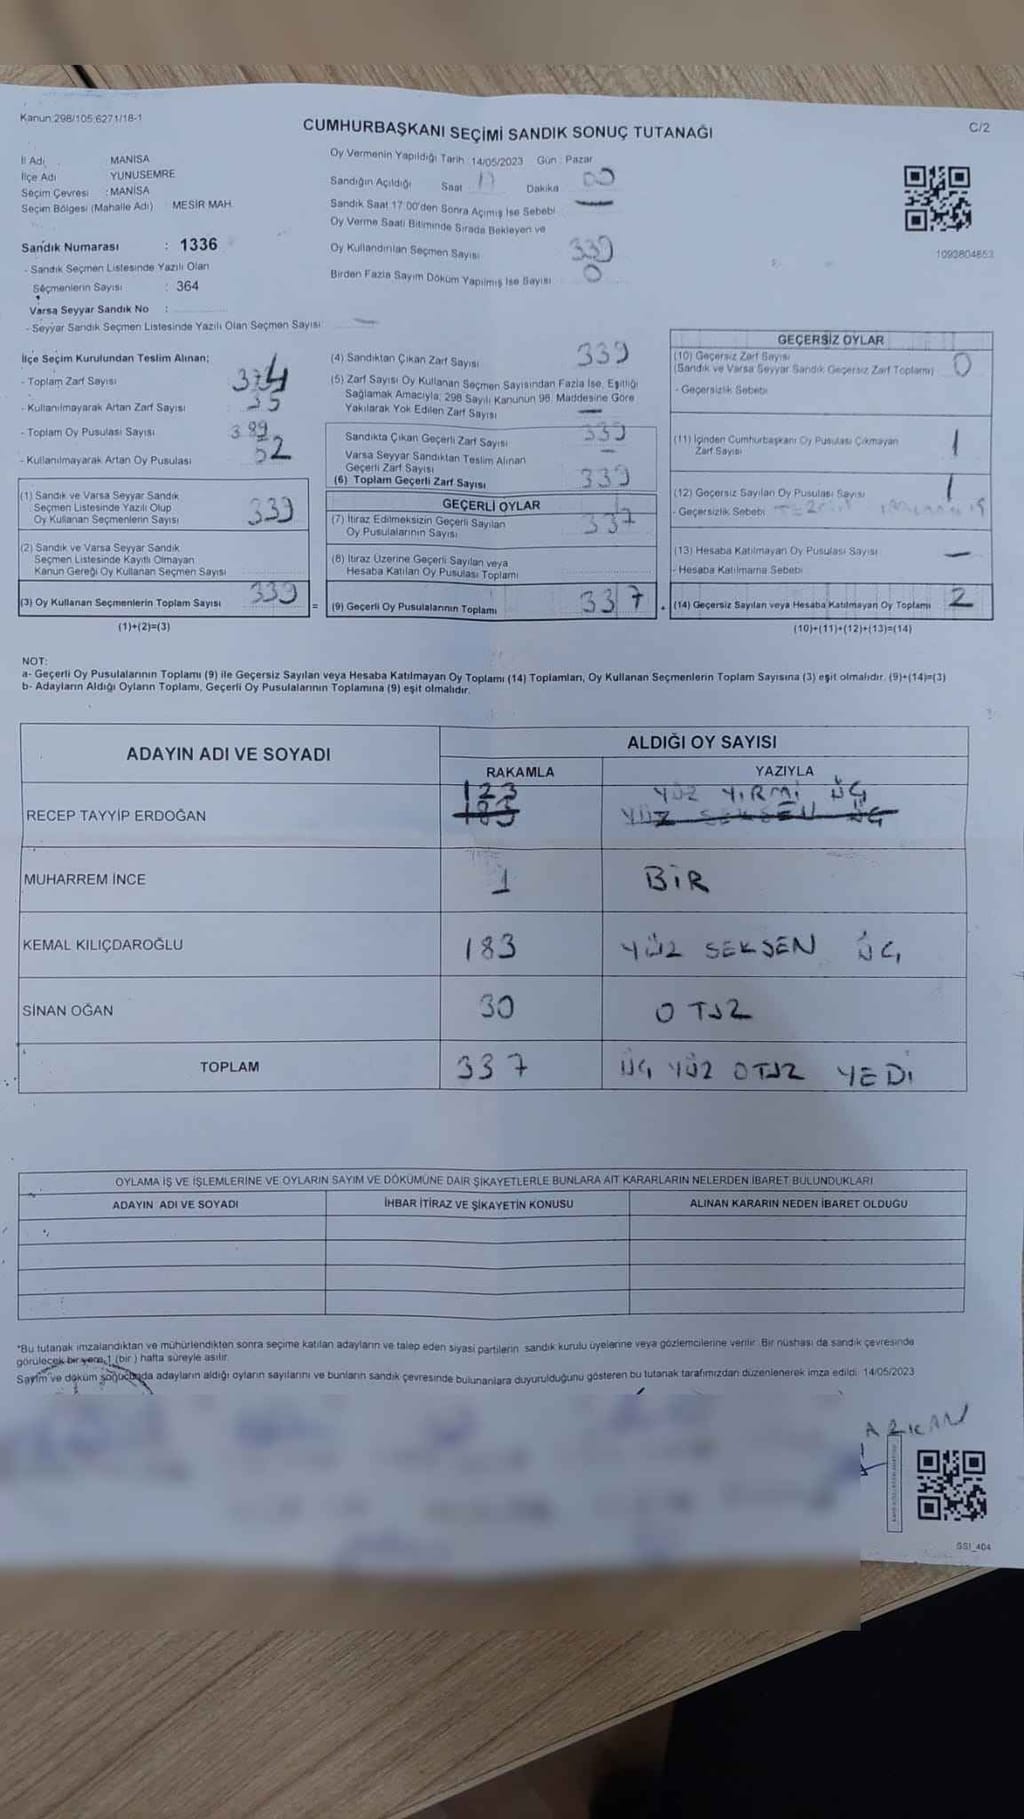 Kanun:298/105;6271/18-1
CUMHURBAŞKANI SEÇİMİ SANDIK SONUÇ TUTANAĞI
C/2
İl Adı : MANİSA
İlçe Adı : YUNUSEMRE
Seçim Çevresi : MANİSA
Seçim Bölgesi (Mahalle Adı) MESİR MAH.
Sandık Numarası : 1336
- Sandık Seçmen Listesinde Yazılı Olan
Seçmenlerin Sayısı : 364
Varsa Seyyar Sandık No :
- Seyyar Sandık Seçmen Listesinde Yazılı Olan Seçmen Sayısı: —
Oy Vermenin Yapıldığı Tarih : 14/05/2023 Gün : Pazar
Sandığın Açıldığı Saat 17 Dakika 00
Sandık Saat 17:00'den Sonra Açılmış İse Sebebi —
Oy Verme Saati Bitiminde Sırada Bekleyen ve
Oy Kullandırılan Seçmen Sayısı 339
Birden Fazla Sayım Döküm Yapılmış İse Sayısı 0
1093804653
İlçe Seçim Kurulundan Teslim Alınan;
- Toplam Zarf Sayısı 374
- Kullanılmayarak Artan Zarf Sayısı 35
- Toplam Oy Pusulası Sayısı 389
- Kullanılmayarak Artan Oy Pusulası 52
(1) Sandık ve Varsa Seyyar Sandık
Seçmen Listesinde Yazılı Olup
Oy Kullanan Seçmenlerin Sayısı 339
(2) Sandık ve Varsa Seyyar Sandık
Seçmen Listesinde Kayıtlı Olmayan
Kanun Gereği Oy Kullanan Seçmen Sayısı
(3) Oy Kullanan Seçmenlerin Toplam Sayısı 339 =
(1)+(2)=(3)
(4) Sandıktan Çıkan Zarf Sayısı 339
(5) Zarf Sayısı Oy Kullanan Seçmen Sayısından Fazla İse, Eşitliği
Sağlamak Amacıyla; 298 Sayılı Kanunun 98. Maddesine Göre
Yakılarak Yok Edilen Zarf Sayısı —
Sandıkta Çıkan Geçerli Zarf Sayısı 339
Varsa Seyyar Sandıktan Teslim Alınan
Geçerli Zarf Sayısı —
(6) Toplam Geçerli Zarf Sayısı 339
GEÇERLİ OYLAR
(7) İtiraz Edilmeksizin Geçerli Sayılan
Oy Pusulalarının Sayısı 337
(8) İtiraz Üzerine Geçerli Sayılan veya
Hesaba Katılan Oy Pusulası Toplamı
(9) Geçerli Oy Pusulalarının Toplamı 337
GEÇERSİZ OYLAR
(10) Geçersiz Zarf Sayısı
(Sandık ve Varsa Seyyar Sandık Geçersiz Zarf Toplamı) 0
- Geçersizlik Sebebi
(11) İçinden Cumhurbaşkanı Oy Pusulası Çıkmayan
Zarf Sayısı 1
(12) Geçersiz Sayılan Oy Pusulası Sayısı 1
- Geçersizlik Sebebi
(13) Hesaba Katılmayan Oy Pusulası Sayısı —
- Hesaba Katılmama Sebebi
(14) Geçersiz Sayılan veya Hesaba Katılmayan Oy Toplamı 2
(10)+(11)+(12)+(13)=(14)
NOT:
a- Geçerli Oy Pusulalarının Toplamı (9) ile Geçersiz Sayılan veya Hesaba Katılmayan Oy Toplamı (14) Toplamları, Oy Kullanan Seçmenlerin Toplam Sayısına (3) eşit olmalıdır. (9)+(14)=(3)
b- Adayların Aldığı Oyların Toplamı, Geçerli Oy Pusulalarının Toplamına (9) eşit olmalıdır.
ADAYIN ADI VE SOYADI ALDIĞI OY SAYISI
RAKAMLA YAZIYLA
123 YÜZ YIRMİ ÜÇ
RECEP TAYYİP ERDOĞAN 183 YÜZ SEKSEN ÜÇ
MUHARREM İNCE 1 BİR
KEMAL KILIÇDAROĞLU 183 YÜZ SEKSEN ÜÇ
SİNAN OĞAN 30 OTUZ
TOPLAM 337 ÜÇ YÜZ OTUZ YEDİ
OYLAMA İŞ VE İŞLEMLERİNE VE OYLARIN SAYIM VE DÖKÜMÜNE DAİR ŞİKAYETLERLE BUNLARA AİT KARARLARIN NELERDEN İBARET BULUNDUKLARI
ADAYIN ADI VE SOYADI İHBAR İTİRAZ VE ŞİKAYETİN KONUSU ALINAN KARARIN NEDEN İBARET OLDUĞU
*Bu tutanak imzalandıktan ve mühürlendikten sonra seçime katılan adayların ve talep eden siyasi partilerin sandık kurulu üyelerine veya gözlemcilerine verilir. Bir nüshası da sandık çevresinde
görülecek bir yere 1 (bir) hafta süreyle asılır.
Sayım ve döküm sonucunda adayların aldığı oyların sayılarını ve bunların sandık çevresinde bulunanlara duyurulduğunu gösteren bu tutanak tarafımızdan düzenlenerek imza edildi. 14/05/2023
SSI_404